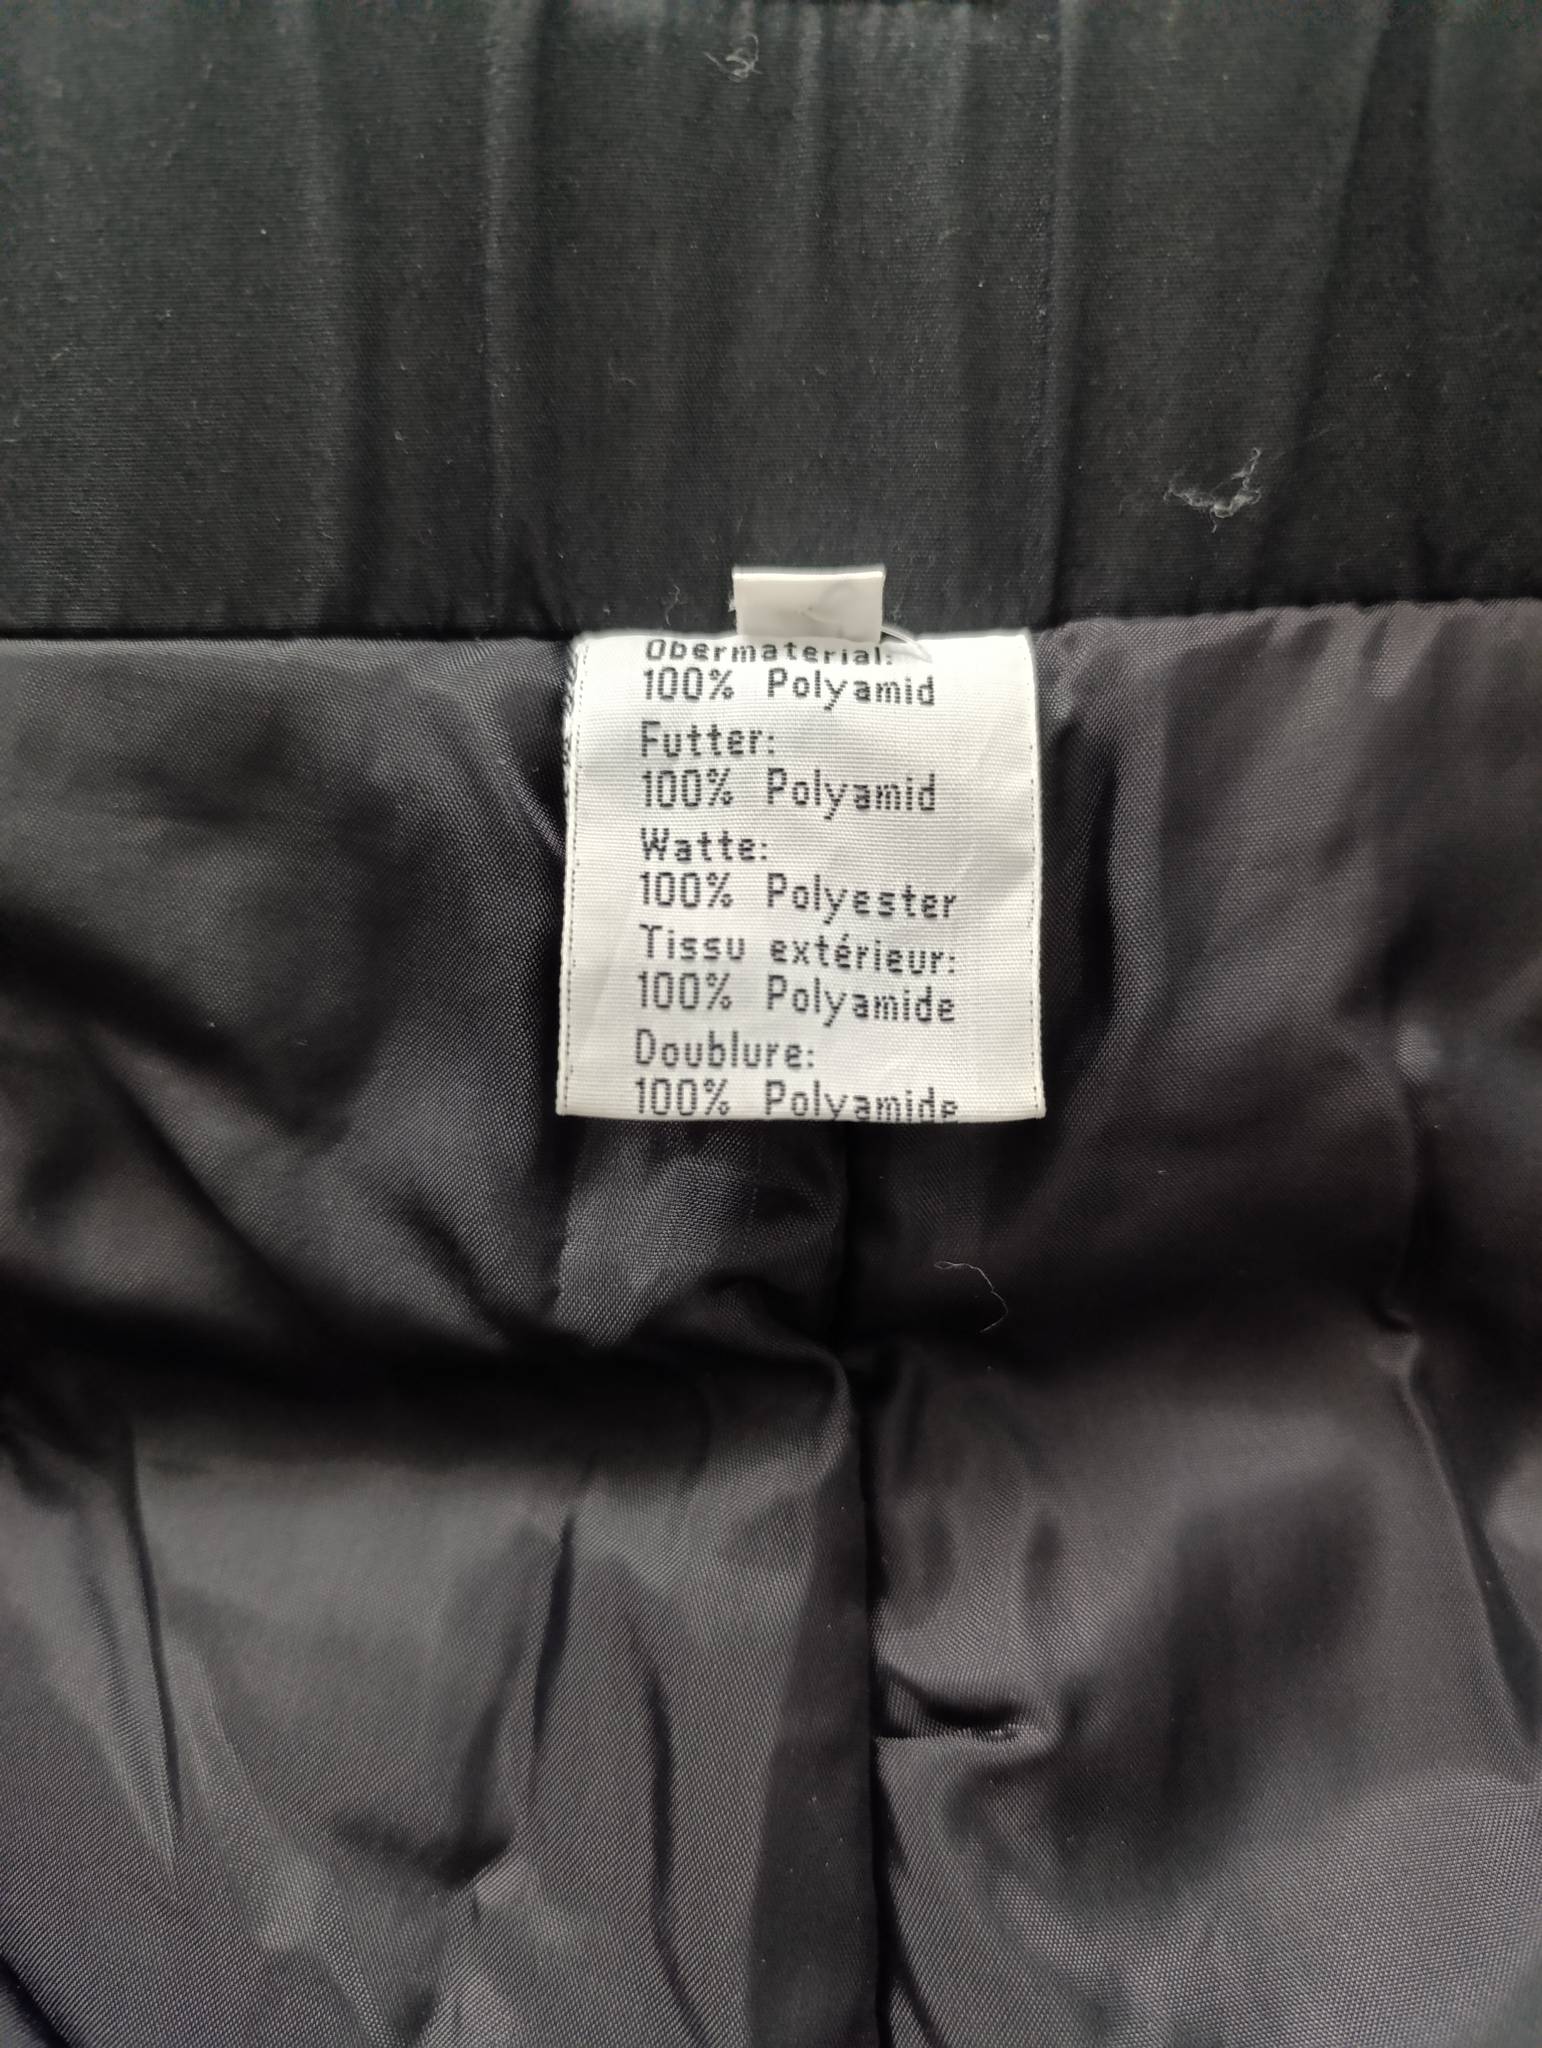 Obermaterial:
100% Polyamid
Futter:
100% Polyamid
Watte:
100% Polyester
Tissu extérieur:
100% Polyamide
Doublure:
100% Polyamide